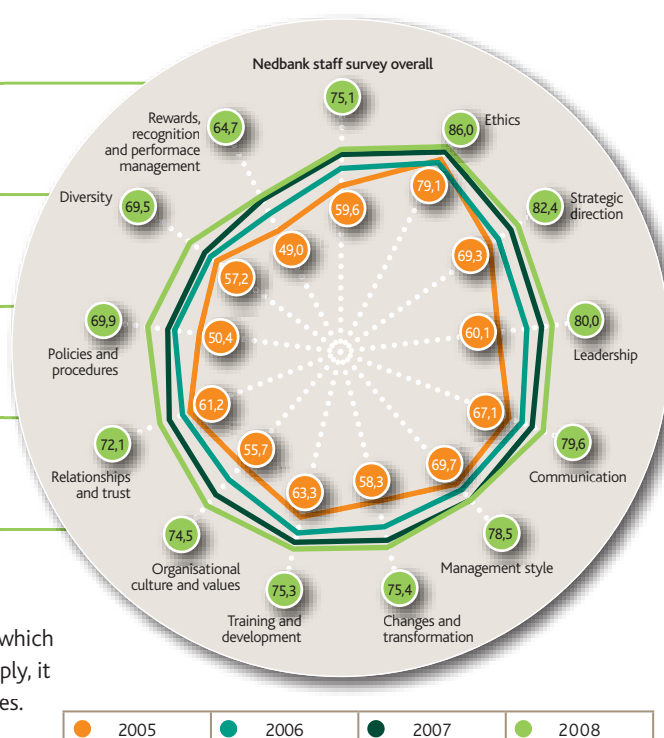 Nedbank staff survey overall
75,1
59,6
Ethics
86,0
79,1
Strategic
direction
82,4
69,3
Leadership
80,0
60,1
Communication
79,6
67,1
Management style
78,5
69,7
Changes and
transformation
75,4
58,3
Training and
development
75,3
63,3
Organisational
culture and values
74,5
55,7
Relationships
and trust
72,1
61,2
Policies and
procedures
69,9
50,4
Diversity
69,5
57,2
Rewards,
recognition
and performace
management
64,7
49,0
which
ply, it
es.
2005 2006 2007 2008